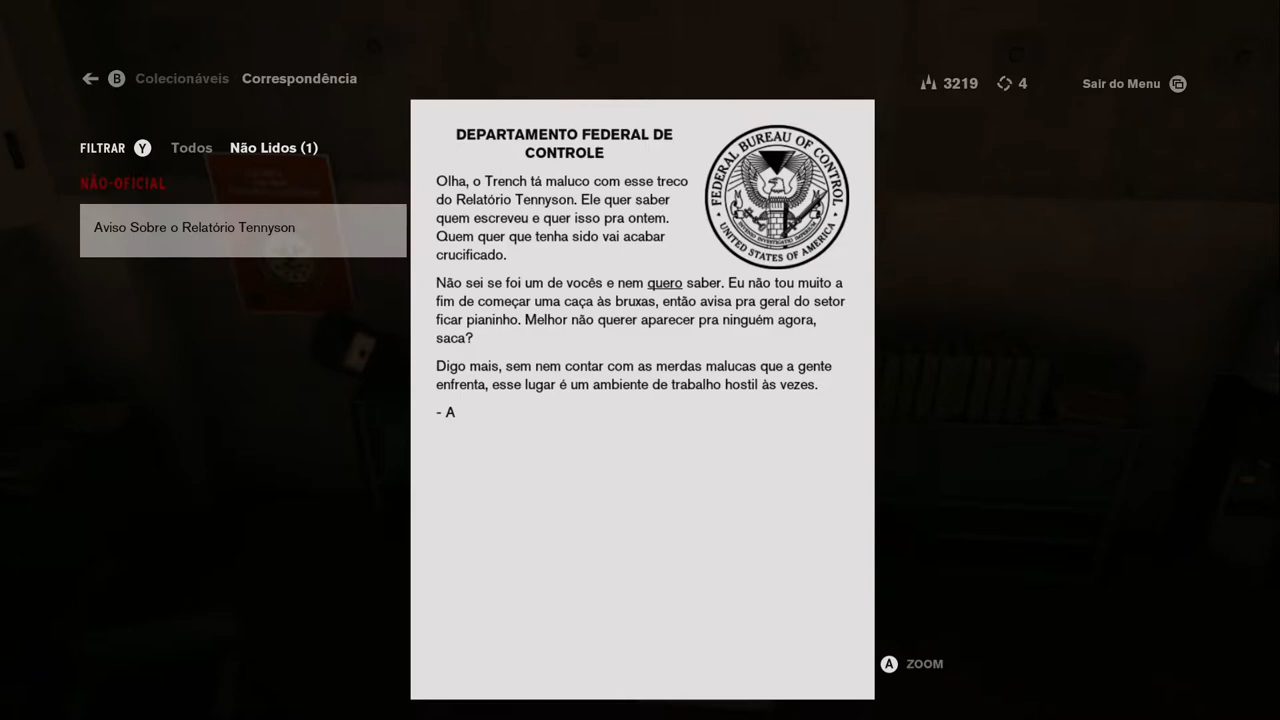 B Colecionáveis Correspondência
3219 4 Sair do Menu
FILTRAR Y Todos Não Lidos (1)
NÃO-OFICIAL
Aviso Sobre o Relatório Tennyson
DEPARTAMENTO FEDERAL DE
CONTROLE
FEDERAL BUREAU OF CONTROL
UNITED STATES OF AMERICA
Olha, o Trench tá maluco com esse treco
do Relatório Tennyson. Ele quer saber
quem escreveu e quer isso pra ontem.
Quem quer que tenha sido vai acabar
crucificado.
Não sei se foi um de vocês e nem quero saber. Eu não tou muito a
fim de começar uma caça às bruxas, então avisa pra geral do setor
ficar pianinho. Melhor não querer aparecer pra ninguém agora,
saca?
Digo mais, sem nem contar com as merdas malucas que a gente
enfrenta, esse lugar é um ambiente de trabalho hostil às vezes.
- A
A ZOOM